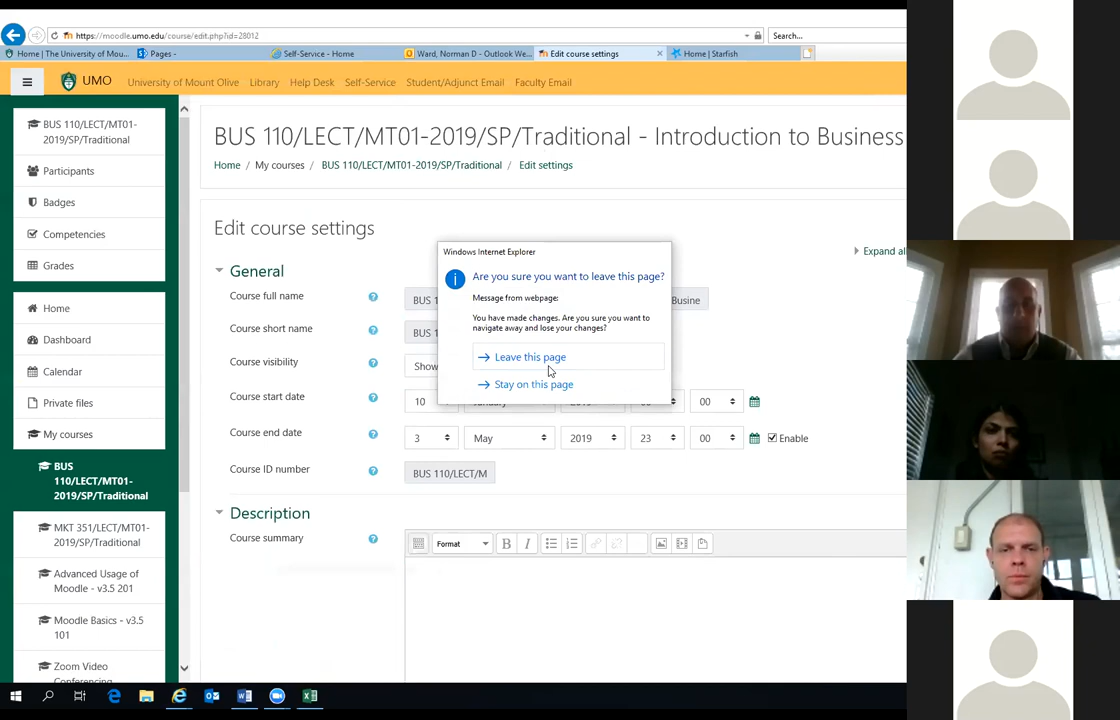 https://moodle.umo.edu/course/edit.php?id=28012
Search...
Home | The University of Mou...
Pages -
Self-Service - Home
Ward, Norman D - Outlook We...
Edit course settings
Home | Starfish
UMO
University of Mount Olive
Library
Help Desk
Self-Service
Student/Adjunct Email
Faculty Email
BUS 110/LECT/MT01-
2019/SP/Traditional
Participants
Badges
Competencies
Grades
Home
Dashboard
Calendar
Private files
My courses
BUS
110/LECT/MT01-
2019/SP/Traditional
MKT 351/LECT/MT01-
2019/SP/Traditional
Advanced Usage of
Moodle - v3.5 201
Moodle Basics - v3.5
101
Zoom Video
BUS 110/LECT/MT01-2019/SP/Traditional - Introduction to Business
Home / My courses / BUS 110/LECT/MT01-2019/SP/Traditional / Edit settings
Edit course settings
Expand al
General
Course full name
BUS 1
Busine
Course short name
BUS 1
Course visibility
Show
Course start date
10
00
Course end date
3
May
2019
23
00
Enable
Course ID number
BUS 110/LECT/M
Description
Course summary
Format
B
I
Windows Internet Explorer
Are you sure you want to leave this page?
Message from webpage:
You have made changes. Are you sure you want to
navigate away and lose your changes?
Leave this page
Stay on this page